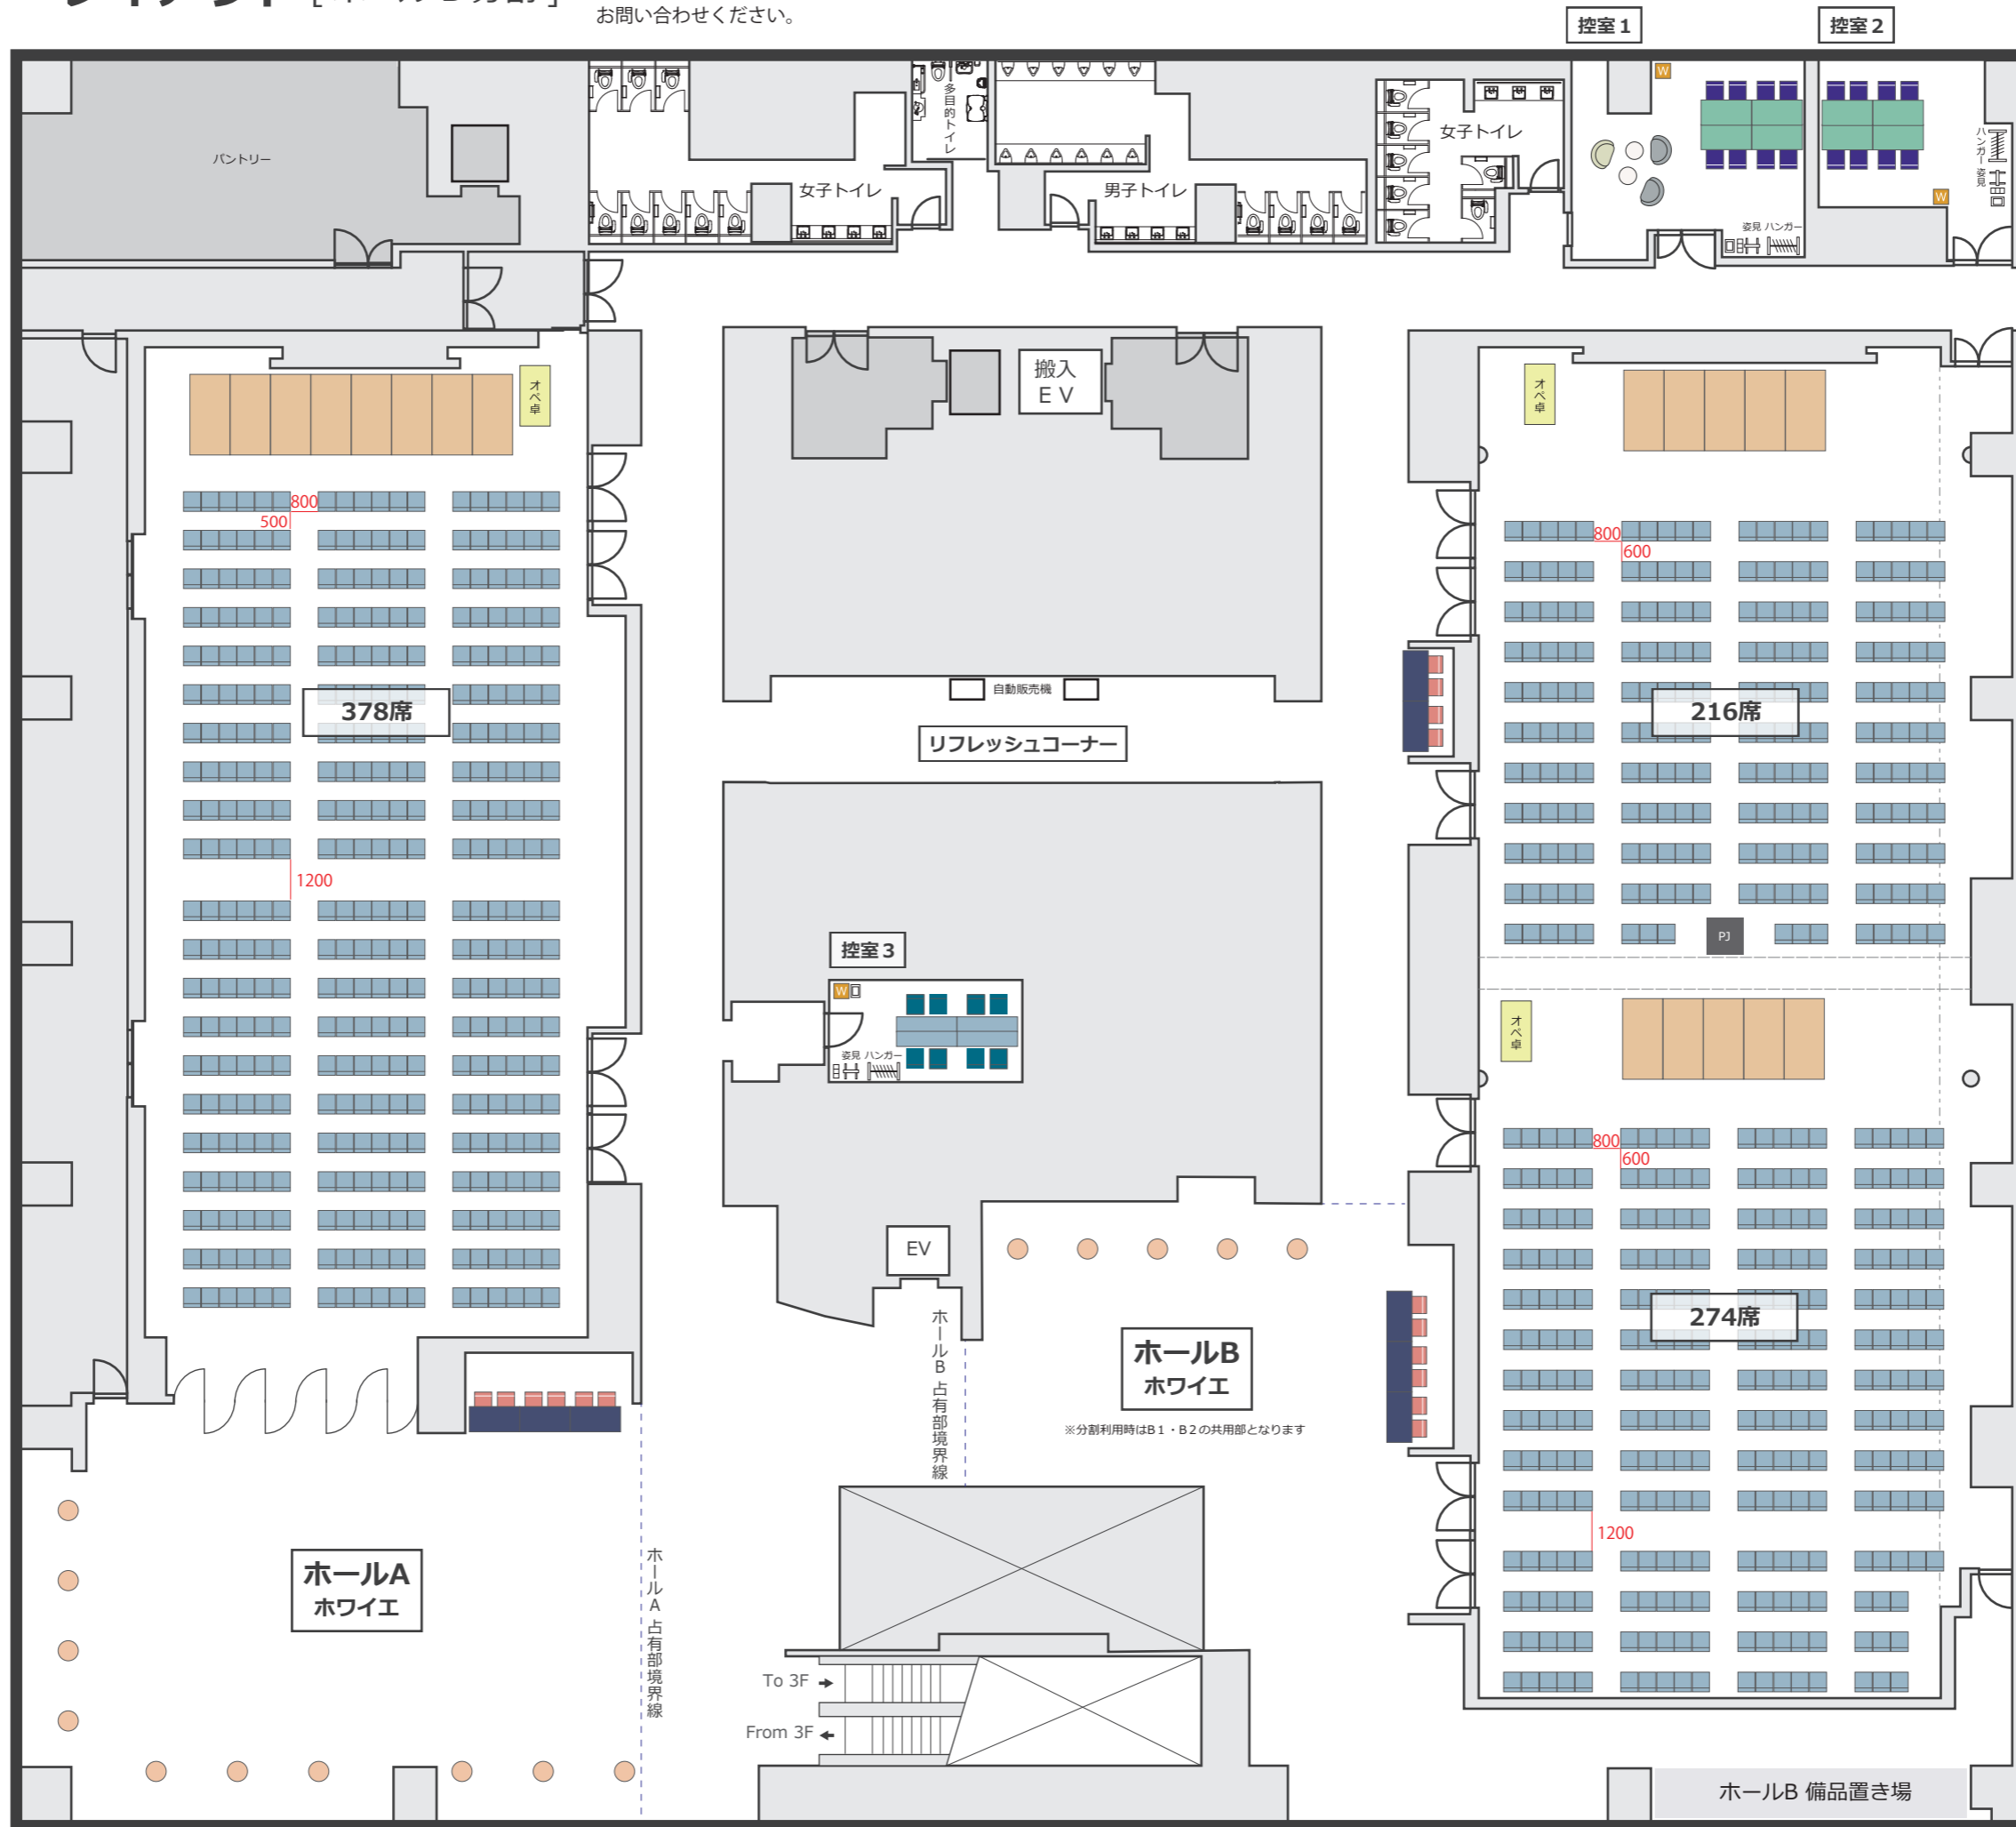 お問い合わせください。
控室1
控室2
W
多目的トイレ
女子トイレ
パントリー
ハンガー 姿見
女子トイレ
男子トイレ
W
姿見 ハンガー
搬入
EV
オペ卓
オペ卓
800
500
800
600
自動販売機
378席
216席
リフレッシュコーナー
1200
PJ
控室3
W
オペ卓
姿見 ハンガー
800
600
EV
274席
ホールB 占有部境界線
ホールB
ホワイエ
※分割利用時はB1・B2の共用部となります
1200
ホールA
ホワイエ
ホールA 占有部境界線
To 3F
From 3F
ホールB 備品置き場